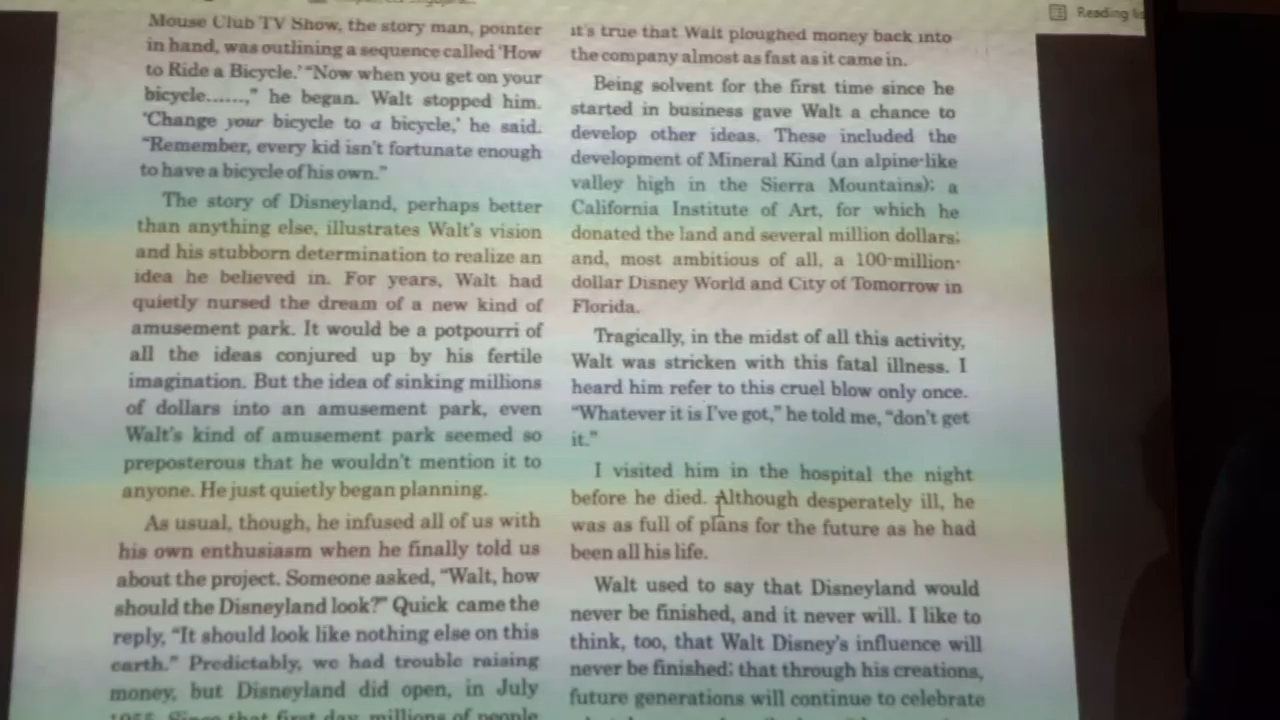 Reading
Mouse Club TV Show, the story man, pointer
in hand, was outlining a sequence called 'How
to Ride a Bicycle.' "Now when you get on your
bicycle......," he began. Walt stopped him.
'Change your bicycle to a bicycle,' he said.
"Remember, every kid isn't fortunate enough
to have a bicycle of his own."
The story of Disneyland, perhaps better
than anything else, illustrates Walt's vision
and his stubborn determination to realize an
idea he believed in. For years, Walt had
quietly nursed the dream of a new kind of
amusement park. It would be a potpourri of
all the ideas conjured up by his fertile
imagination. But the idea of sinking millions
of dollars into an amusement park, even
Walt's kind of amusement park seemed so
preposterous that he wouldn't mention it to
anyone. He just quietly began planning.
As usual, though, he infused all of us with
his own enthusiasm when he finally told us
about the project. Someone asked, "Walt, how
should the Disneyland look?" Quick came the
reply, "It should look like nothing else on this
earth." Predictably, we had trouble raising
money, but Disneyland did open, in July
1955. Since that first day, millions of people
it's true that Walt ploughed money back into
the company almost as fast as it came in.
Being solvent for the first time since he
started in business gave Walt a chance to
develop other ideas. These included the
development of Mineral Kind (an alpine-like
valley high in the Sierra Mountains); a
California Institute of Art, for which he
donated the land and several million dollars;
and, most ambitious of all, a 100-million-
dollar Disney World and City of Tomorrow in
Florida.
Tragically, in the midst of all this activity,
Walt was stricken with this fatal illness. I
heard him refer to this cruel blow only once.
"Whatever it is I've got," he told me, "don't get
it."
I visited him in the hospital the night
before he died. Although desperately ill, he
was as full of plans for the future as he had
been all his life.
Walt used to say that Disneyland would
never be finished, and it never will. I like to
think, too, that Walt Disney's influence will
never be finished; that through his creations,
future generations will continue to celebrate